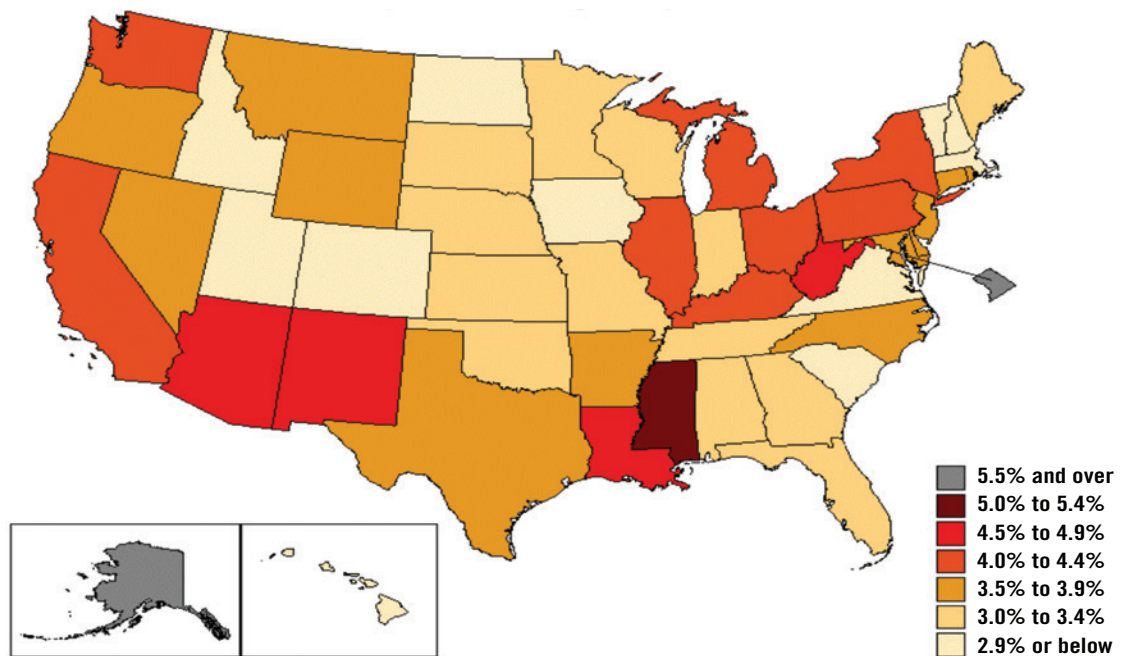 5.5% and over
5.0% to 5.4%
4.5% to 4.9%
4.0% to 4.4%
3.5% to 3.9%
3.0% to 3.4%
2.9% or below